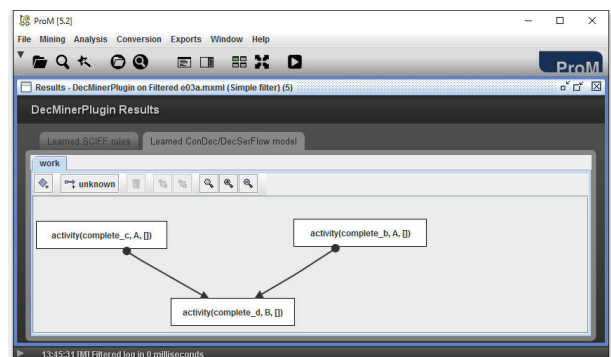 ProM [5.2]
File Mining Analysis Conversion Exports Window Help
ProM
Results - DecMinerPlugin on Filtered e03a.mxml (Simple filter) (5)
DecMinerPlugin Results
Learned SCIFF rules Learned ConDec/DecSerFlow model
work
unknown
activity(complete_c, A, []) activity(complete_b, A, [])
activity(complete_d, B, [])
13:45:31 [M] Filtered log in 0 milliseconds